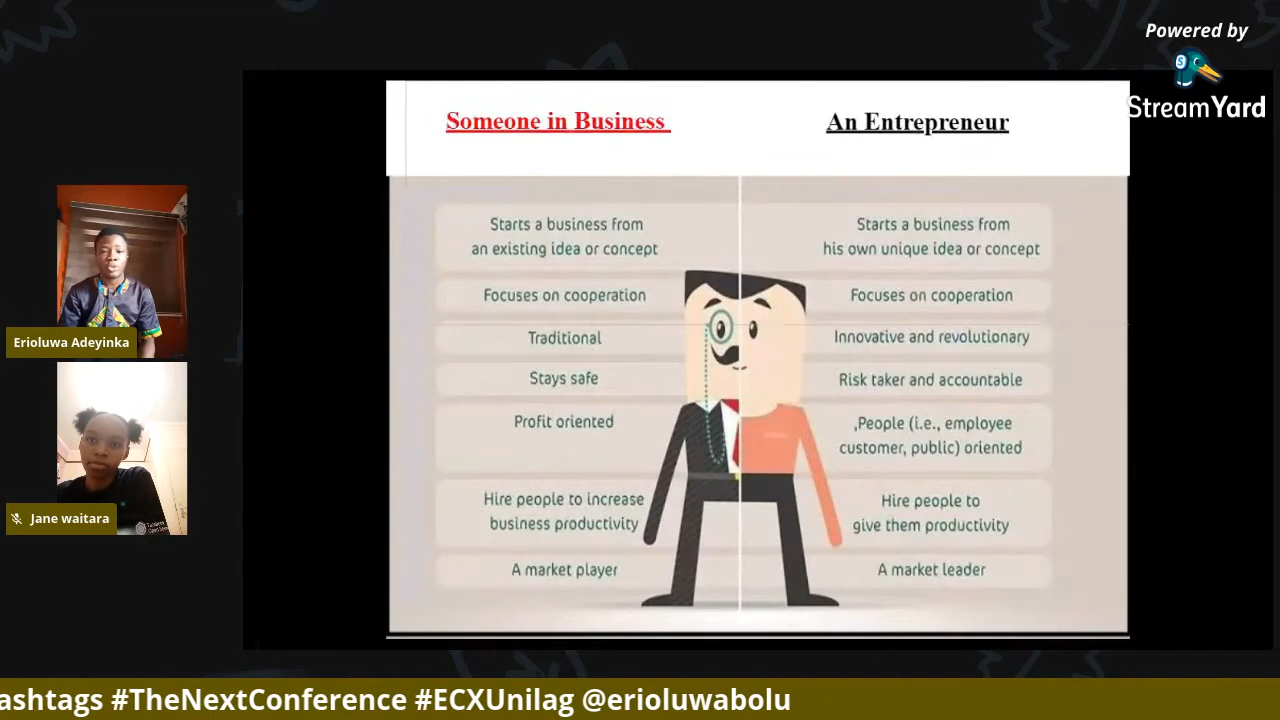 Powered by
StreamYard
Someone in Business
An Entrepreneur
Starts a business from
an existing idea or concept
Starts a business from
his own unique idea or concept
Focuses on cooperation
Focuses on cooperation
Traditional
Innovative and revolutionary
Stays safe
Risk taker and accountable
Profit oriented
,People (i.e., employee
customer, public) oriented
Hire people to increase
business productivity
Hire people to
give them productivity
A market player
A market leader
Erioluwa Adeyinka
Jane waitara
ashtags #TheNextConference #ECXUnilag @erioluwabolu